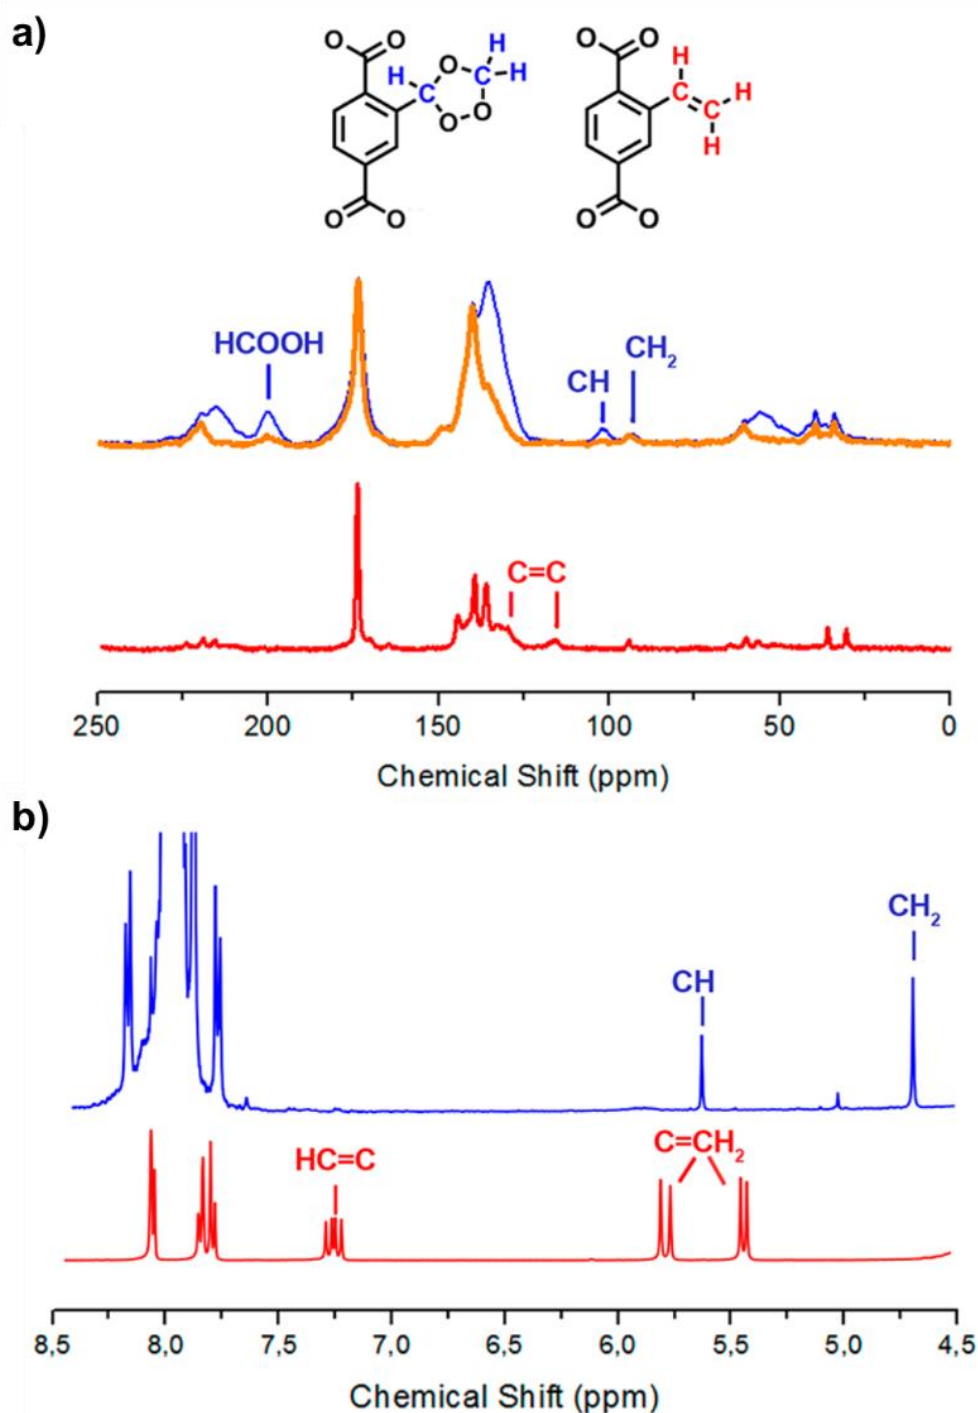 a)
O O O H
H C O C H
O O
O O
O O H
C C H
H
O O
HCOOH
CH
CH2
C=C
250 200 150 100 50 0
Chemical Shift (ppm)
b)
CH
CH2
HC=C
C=CH2
8,5 8,0 7,5 7,0 6,5 6,0 5,5 5,0 4,5
Chemical Shift (ppm)